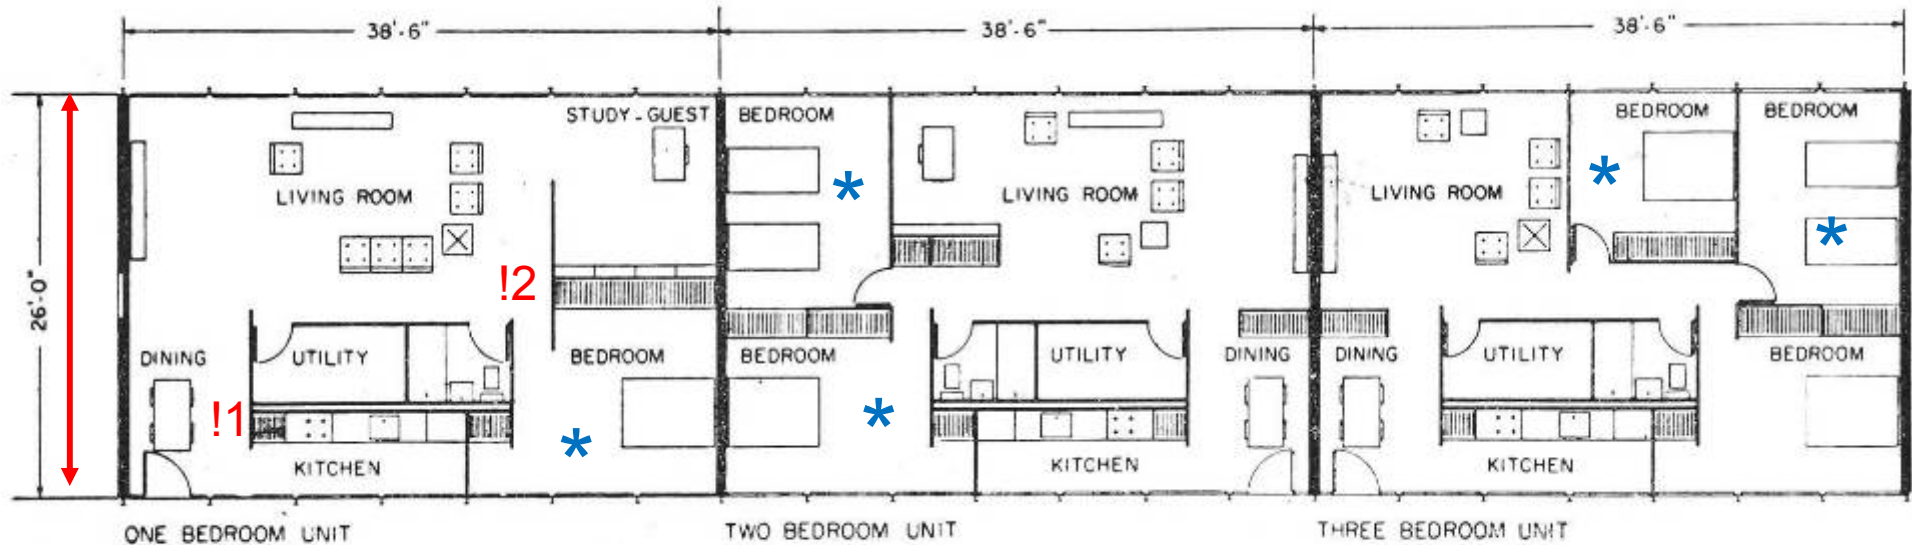 38'-6"
38'-6"
38'-6"
26'-0"
STUDY-GUEST
LIVING ROOM
!2
DINING
UTILITY
BEDROOM
!1
KITCHEN
ONE BEDROOM UNIT
BEDROOM
*
LIVING ROOM
BEDROOM
UTILITY
DINING
*
*
KITCHEN
TWO BEDROOM UNIT
BEDROOM
BEDROOM
LIVING ROOM
*
*
DINING
UTILITY
BEDROOM
KITCHEN
THREE BEDROOM UNIT